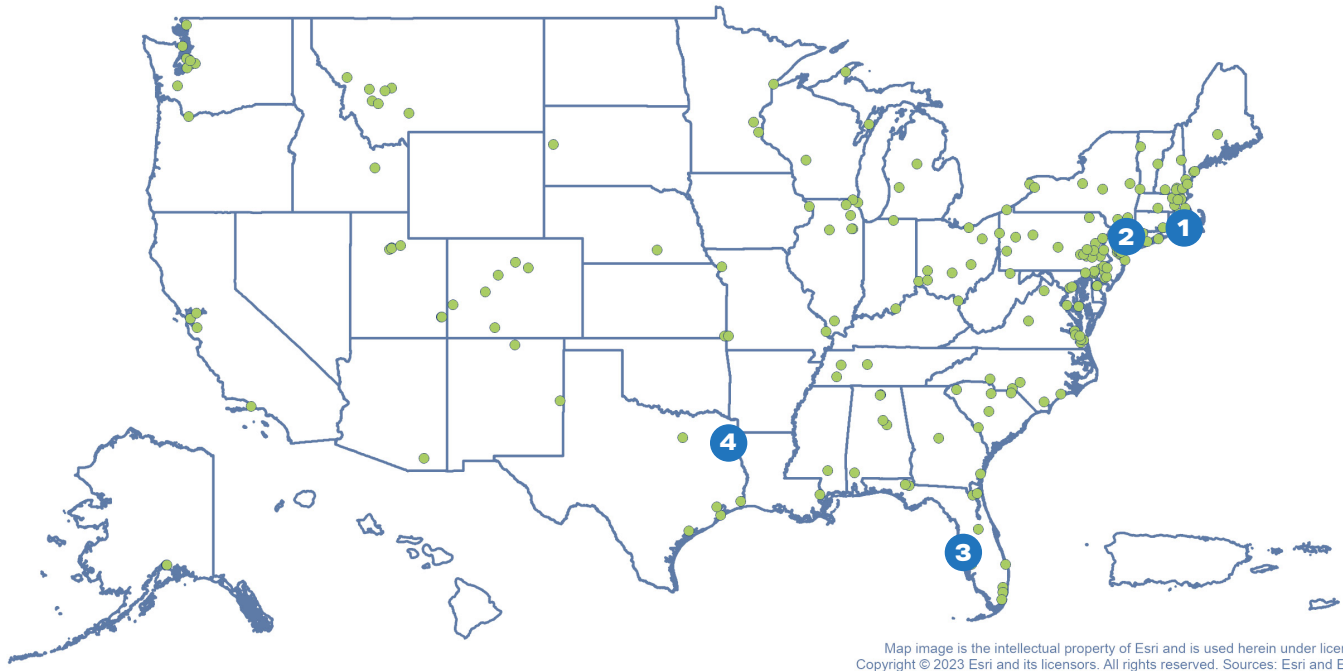 1
2
4
3
Map image is the intellectual property of Esri and is used herein under
Copyright © 2023 Esri and its licensors. All rights reserved. Sources: Esri and